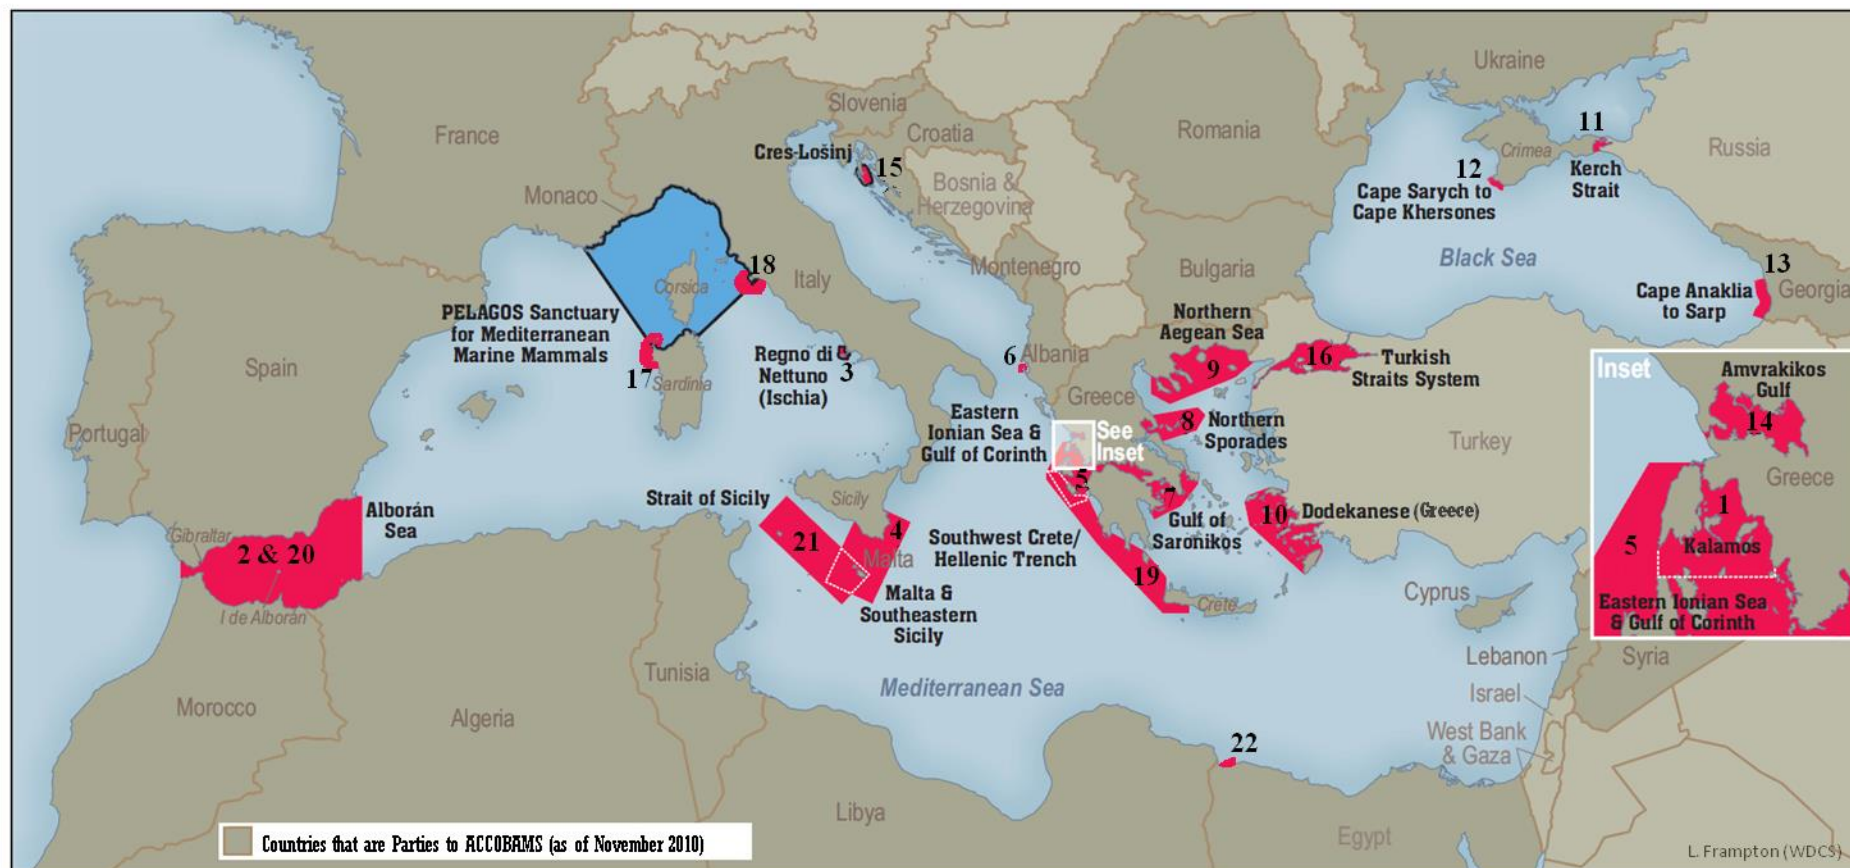 Ukraine
Slovenia
France
Croatia
Romania
11
Russia
Cres-Lošinj
15
Crimea
Kerch
Strait
12
Cape Sarych to
Cape Khersones
Monaco
Bosnia &
Herzegovina
Black Sea
18
Italy
Montenegro
Bulgaria
13
Georgia
Cape Anaklia
to Sarp
Corsica
PELAGOS Sanctuary
for Mediterranean
Marine Mammals
Northern
Aegean Sea
6
Albania
9
16
Turkish
Straits System
Inset
Amvrakikos
Gulf
14
Greece
1
5
Kalamos
Eastern Ionian Sea
& Gulf of Corinth
Spain
17
Sardinia
Regno di
Nettuno
(Ischia)
3
Greece
Eastern
Ionian Sea &
Gulf of Corinth
See
Inset
8
Northern
Sporades
Portugal
Turkey
5
7
Gulf of
Saronikos
10
Dodekanese (Greece)
Strait of Sicily
Sicily
Alborán
Sea
Gibraltar
2 & 20
I de Alborán
21
4
Malta
Malta &
Southeastern
Sicily
Southwest Crete/
Hellenic Trench
19
Crete
Cyprus
Lebanon
Syria
Israel
West Bank
& Gaza
Tunisia
Mediterranean Sea
Morocco
Algeria
22
Libya
Egypt
Countries that are Parties to ACCOBAMS (as of November 2010)
L. Frampton (WDCS)